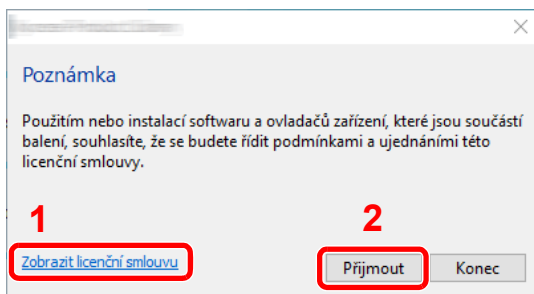 Poznámka
Použitím nebo instalací softwaru a ovladačů zařízení, které jsou součástí
balení, souhlasíte, že se budete řídit podmínkami a ujednáními této
licenční smlouvy.
1
2
Zobrazit licenční smlouvu
Přijmout
Konec